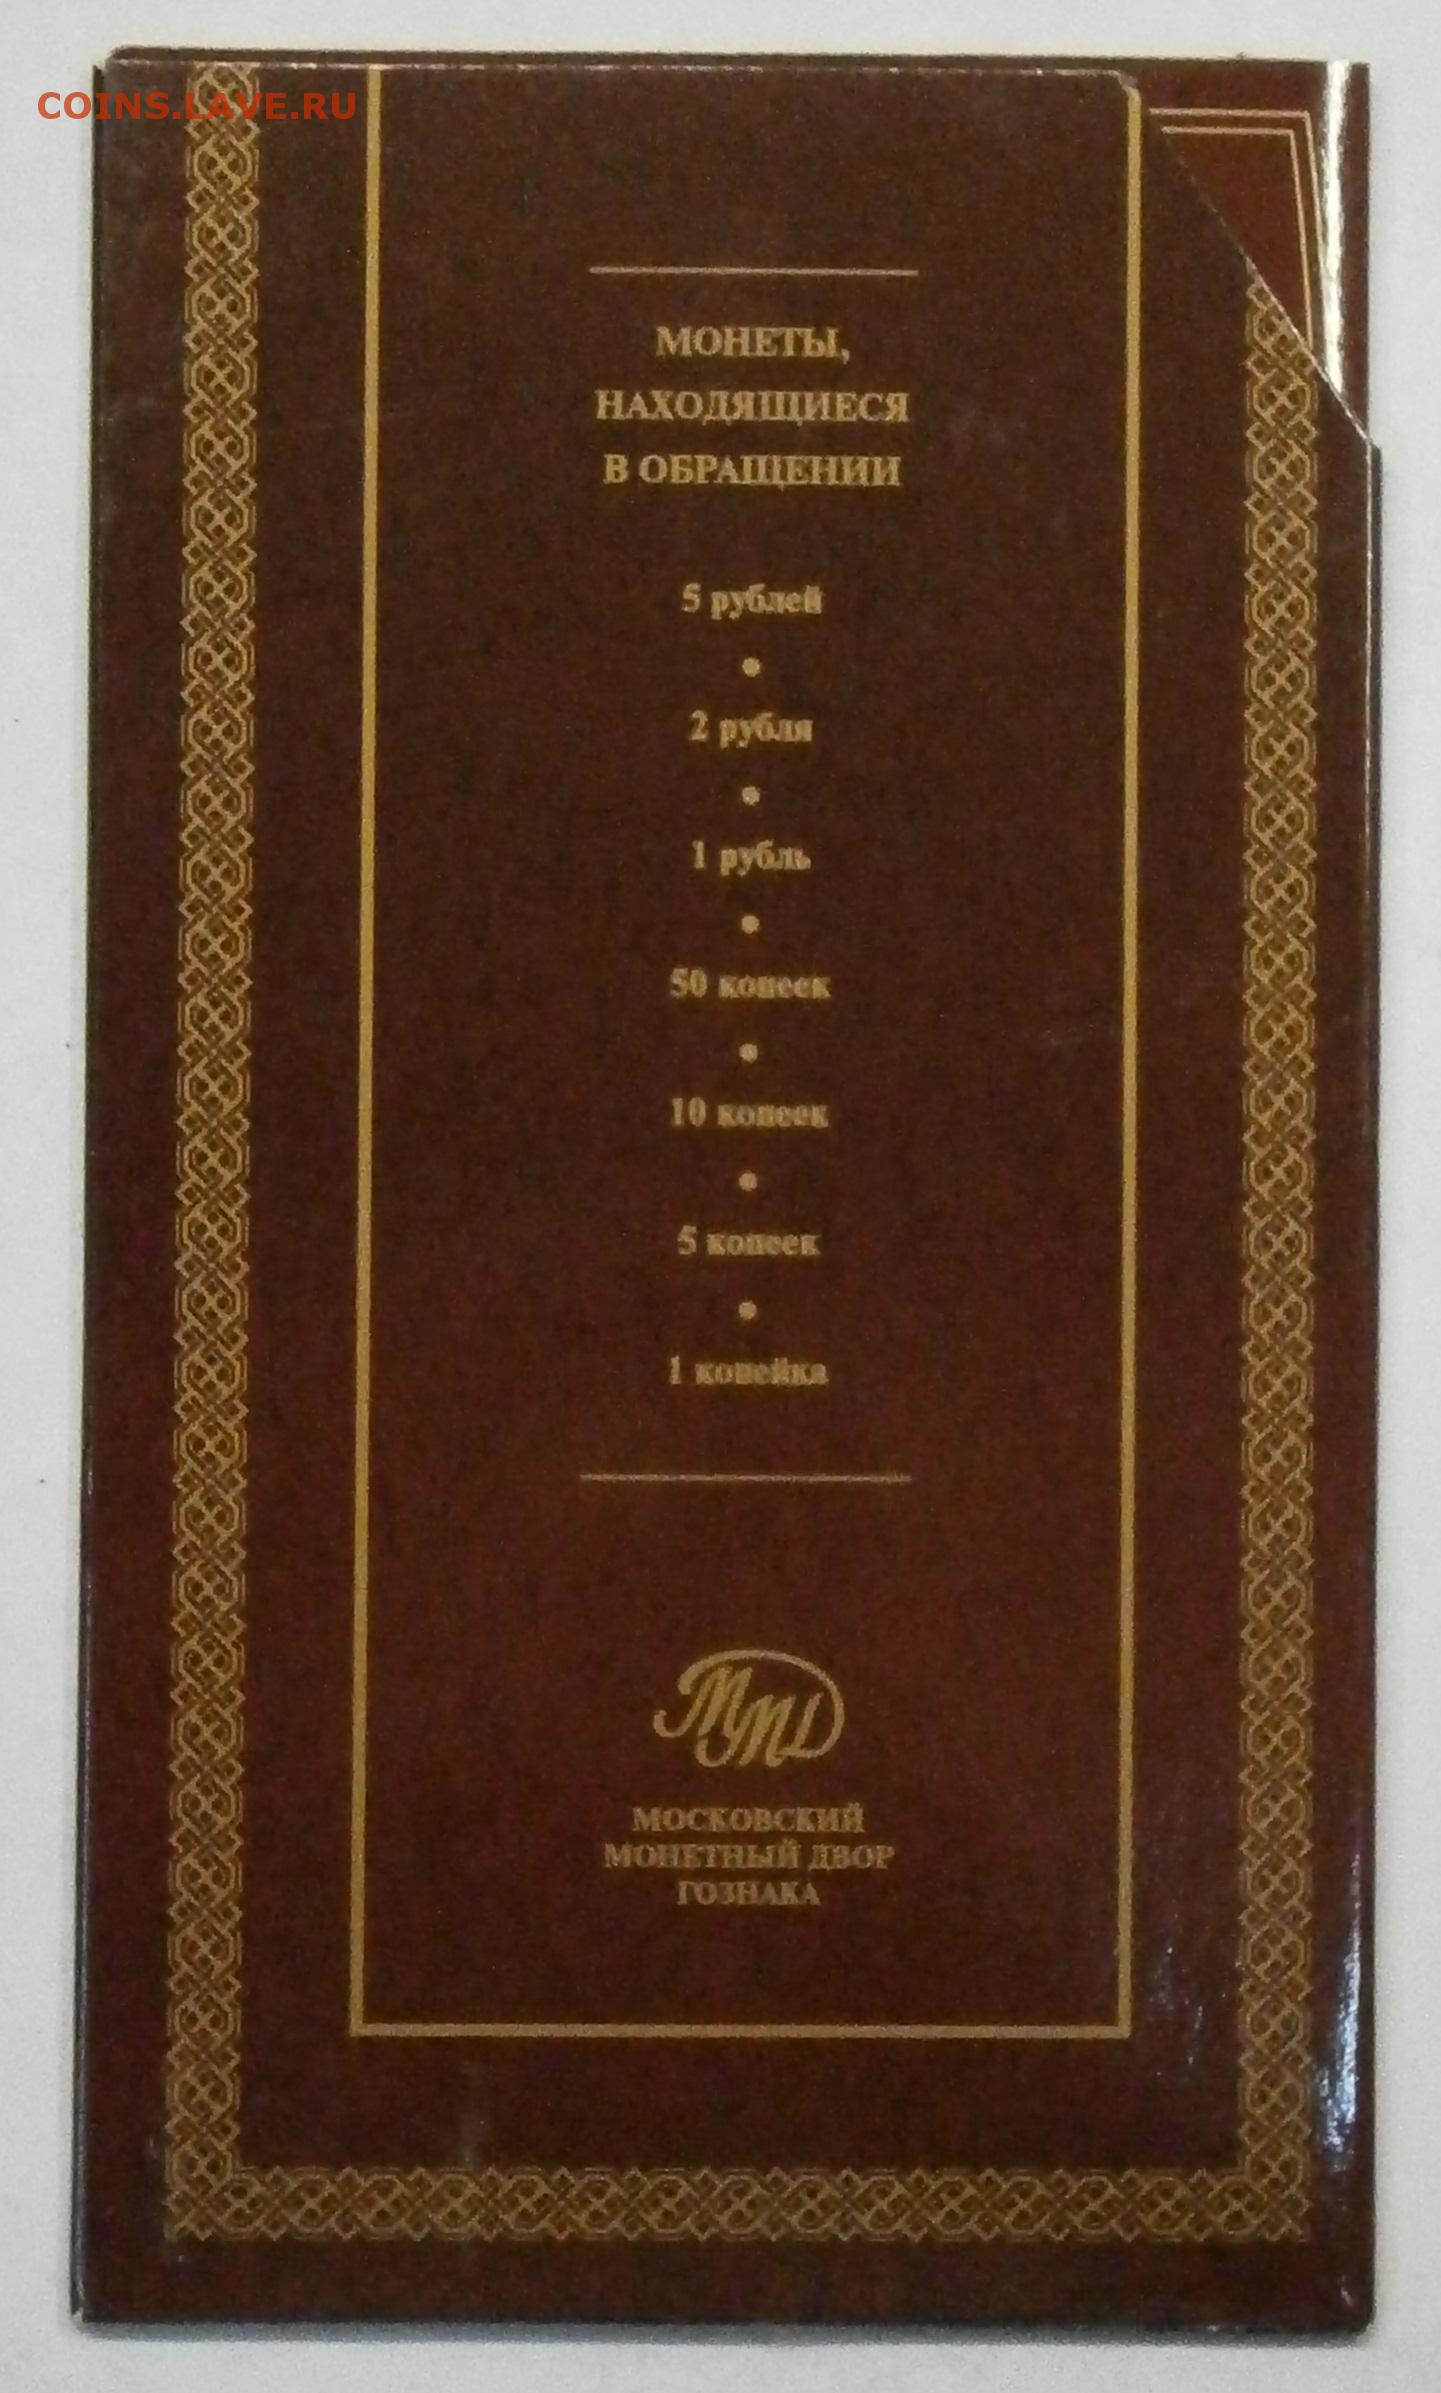 COINS.LAVE.RU
МОНЕТЫ,
НАХОДЯЩИЕСЯ
В ОБРАЩЕНИИ
5 рублей
•
2 рубля
•
1 рубль
•
50 копеек
•
10 копеек
•
5 копеек
•
1 копейка
ММД
МОСКОВСКИЙ
МОНЕТНЫЙ ДВОР
ГОЗНАКА